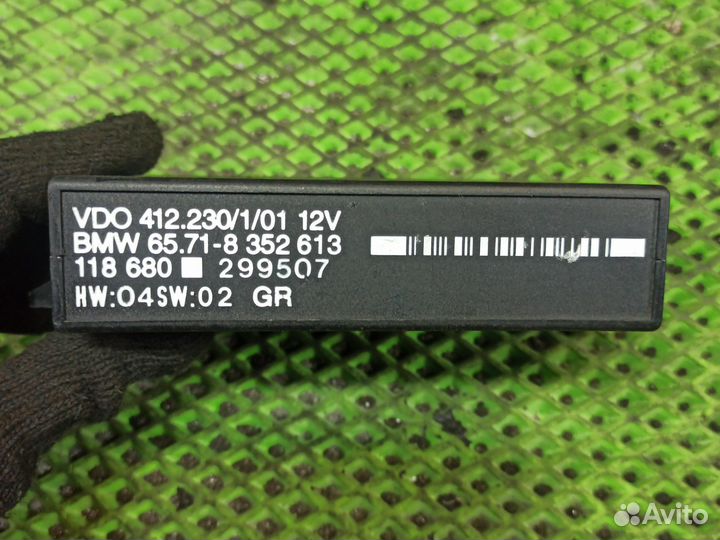 VDO 412.230/1/01 12V
BMW 65.71-8 352 613
118 680 299507
HW:04SW:02 GR
Avito